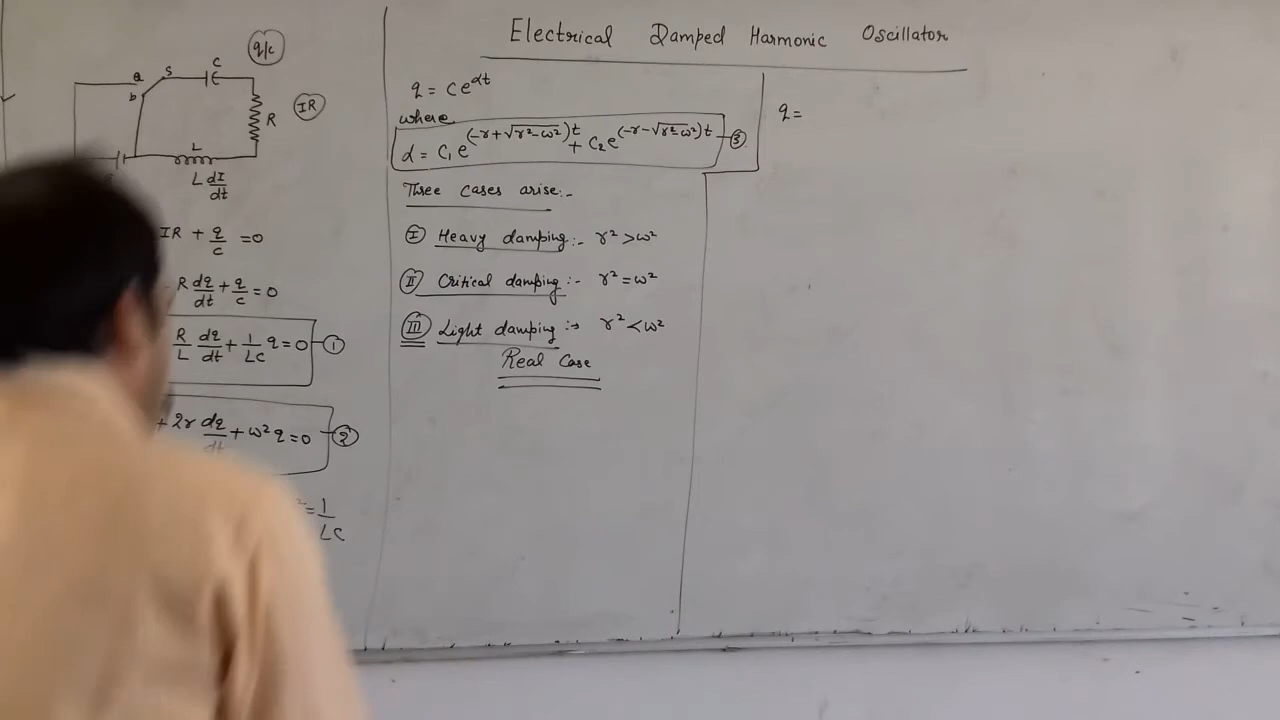 Electrical Damped Harmonic Oscillator
q/c
a S C
b
IR
R
L
L dI/dt
IR + q/c = 0
R dq/dt + q/c = 0
R/L dq/dt + 1/LC q = 0 ①
+ 2r dq/dt + ω² q = 0 ②
² = 1/LC
q = C e^αt
where
α = C₁ e^(-r+√r²-ω²)t + C₂ e^(-r-√r²-ω²)t ③
Three cases arise:-
Ⓘ Heavy damping:- r² > ω²
Ⓘⓘ Critical damping:- r² = ω²
III Light damping:→ r² < ω²
Real Case
q =